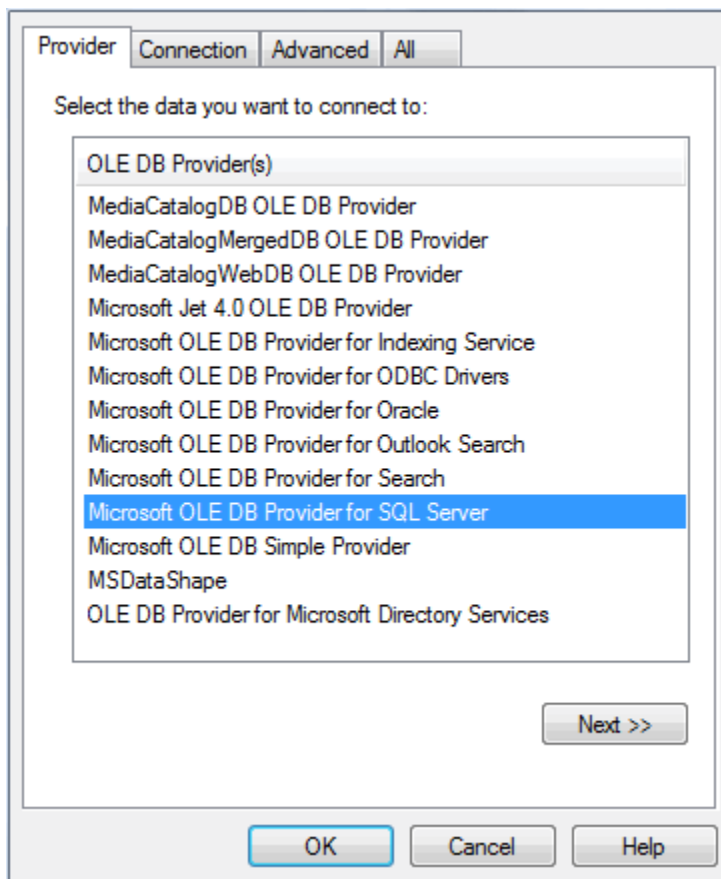 Provider Connection Advanced All
Select the data you want to connect to:
OLE DB Provider(s)
MediaCatalogDB OLE DB Provider
MediaCatalogMergedDB OLE DB Provider
MediaCatalogWebDB OLE DB Provider
Microsoft Jet 4.0 OLE DB Provider
Microsoft OLE DB Provider for Indexing Service
Microsoft OLE DB Provider for ODBC Drivers
Microsoft OLE DB Provider for Oracle
Microsoft OLE DB Provider for Outlook Search
Microsoft OLE DB Provider for Search
Microsoft OLE DB Provider for SQL Server
Microsoft OLE DB Simple Provider
MSDataShape
OLE DB Provider for Microsoft Directory Services
Next >>
OK Cancel Help